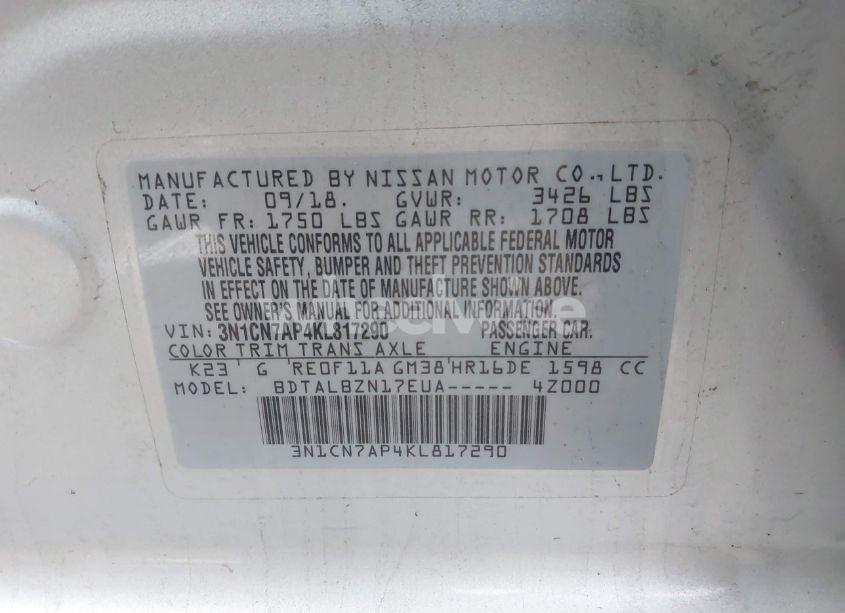 MANUFACTURED BY NISSAN MOTOR CO., LTD.
DATE: 09/18. GVWR: 3426 LBS
GAWR FR: 1750 LBS GAWR RR: 1708 LBS
THIS VEHICLE CONFORMS TO ALL APPLICABLE FEDERAL MOTOR
VEHICLE SAFETY, BUMPER AND THEFT PREVENTION STANDARDS
IN EFFECT ON THE DATE OF MANUFACTURE SHOWN ABOVE.
SEE OWNER'S MANUAL FOR ADDITIONAL INFORMATION.
VIN: 3N1CN7AP4KL817290 PASSENGER CAR.
COLOR TRIM TRANS AXLE ENGINE
K23 G RE0F11A GM38 HR16DE 1598 CC
MODEL: BDTALBZN17EUA----- 4Z000
3N1CN7AP4KL817290